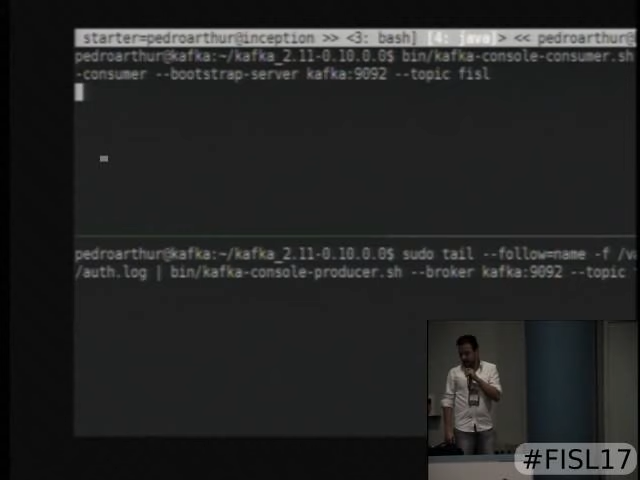 starter=pedroarthur@inception >> <3: bash] [4: java]> << pedroarthur@
pedroarthur@kafka:~/kafka_2.11-0.10.0.0$ bin/kafka-console-consumer.sh
-consumer --bootstrap-server kafka:9092 --topic fisl
pedroarthur@kafka:~/kafka_2.11-0.10.0.0$ sudo tail --follow=name -f /v
/auth.log | bin/kafka-console-producer.sh --broker kafka:9092 --topic
#FISL17